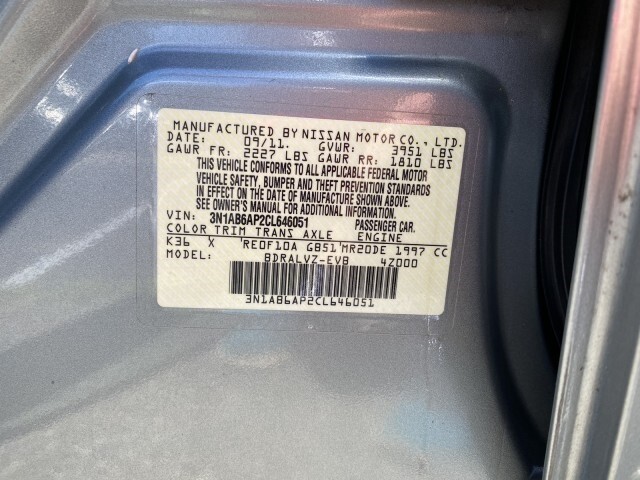 MANUFACTURED BY NISSAN MOTOR CO., LTD.
DATE: 09/11. GVWR: 3951 LBS
GAWR FR: 2227 LBS GAWR RR: 1810 LBS
THIS VEHICLE CONFORMS TO ALL APPLICABLE FEDERAL MOTOR
VEHICLE SAFETY, BUMPER AND THEFT PREVENTION STANDARDS
IN EFFECT ON THE DATE OF MANUFACTURE SHOWN ABOVE.
SEE OWNER'S MANUAL FOR ADDITIONAL INFORMATION
VIN: 3N1AB6AP2CL646051 PASSENGER CAR.
COLOR TRIM TRANS AXLE ENGINE
K36 X RE0F10A GB51 MR20DE 1997 CC
MODEL: BDRALVZ-EVB 4Z000
3N1AB6AP2CL646051